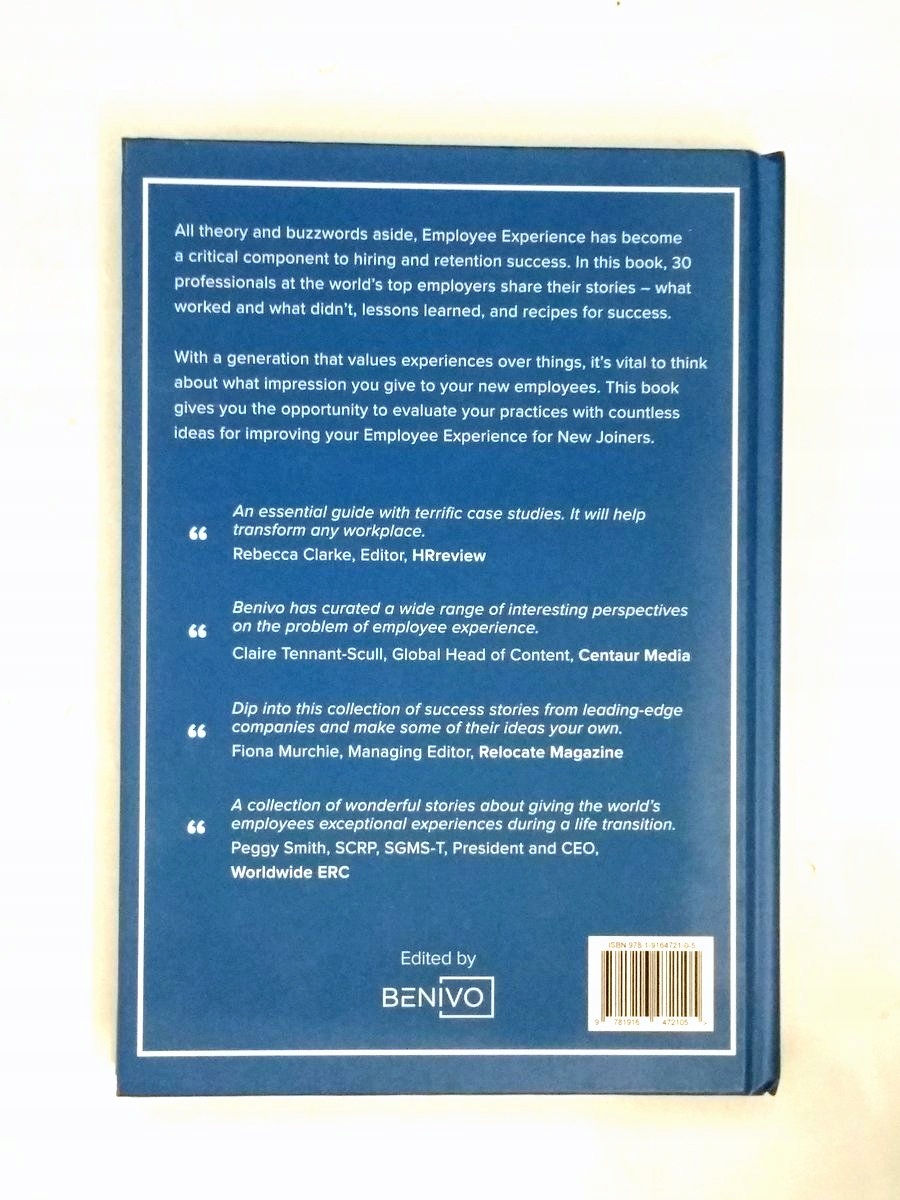 All theory and buzzwords aside, Employee Experience has become
a critical component to hiring and retention success. In this book, 30
professionals at the world's top employers share their stories – what
worked and what didn't, lessons learned, and recipes for success.
With a generation that values experiences over things, it's vital to think
about what impression you give to your new employees. This book
gives you the opportunity to evaluate your practices with countless
ideas for improving your Employee Experience for New Joiners.
“ An essential guide with terrific case studies. It will help
transform any workplace.
Rebecca Clarke, Editor, HRreview
“ Benivo has curated a wide range of interesting perspectives
on the problem of employee experience.
Claire Tennant-Scull, Global Head of Content, Centaur Media
“ Dip into this collection of success stories from leading-edge
companies and make some of their ideas your own.
Fiona Murchie, Managing Editor, Relocate Magazine
“ A collection of wonderful stories about giving the world's
employees exceptional experiences during a life transition.
Peggy Smith, SCRP, SGMS-T, President and CEO,
Worldwide ERC
Edited by
BENIVO
ISBN 978-1-9164721-0-5
9 781916 472105 >